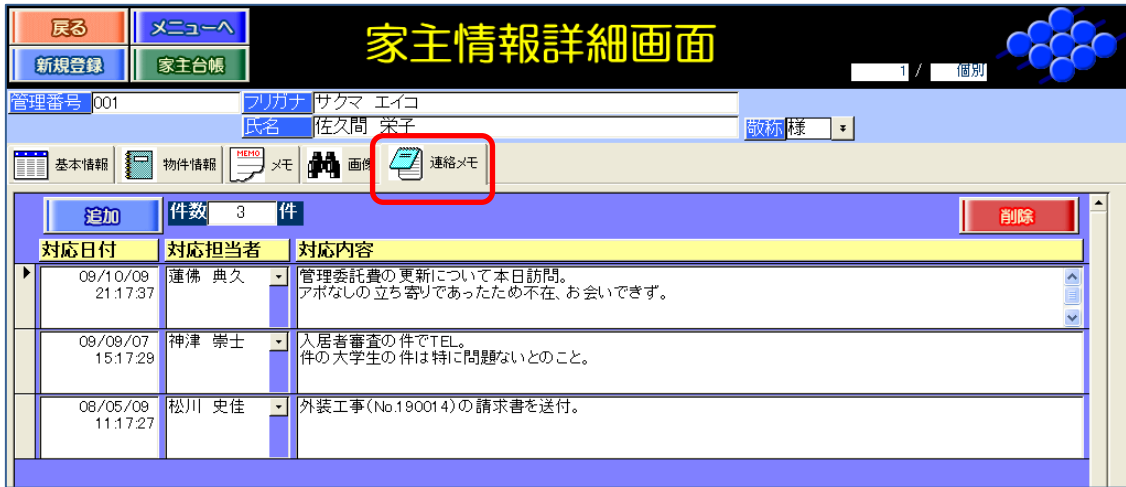 戻る
メニューへ
家主情報詳細画面
新規登録
家主台帳
1 / 個別
管理番号 001
フリガナ サクマ エイコ
氏名 佐久間 栄子
敬称 様
基本情報
物件情報
MEMO
メモ
画像
連絡メモ
追加
件数 3 件
削除
対応日付 対応担当者 対応内容
09/10/09 蓮佛 典久 管理委託費の更新について本日訪問。
21:17:37 アポなしの立ち寄りであったため不在、お会いできず。
09/09/07 神津 崇士 入居者審査の件でTEL。
15:17:29 件の大学生の件は特に問題ないとのこと。
08/05/09 松川 史佳 外装工事(No.190014)の請求書を送付。
11:17:27